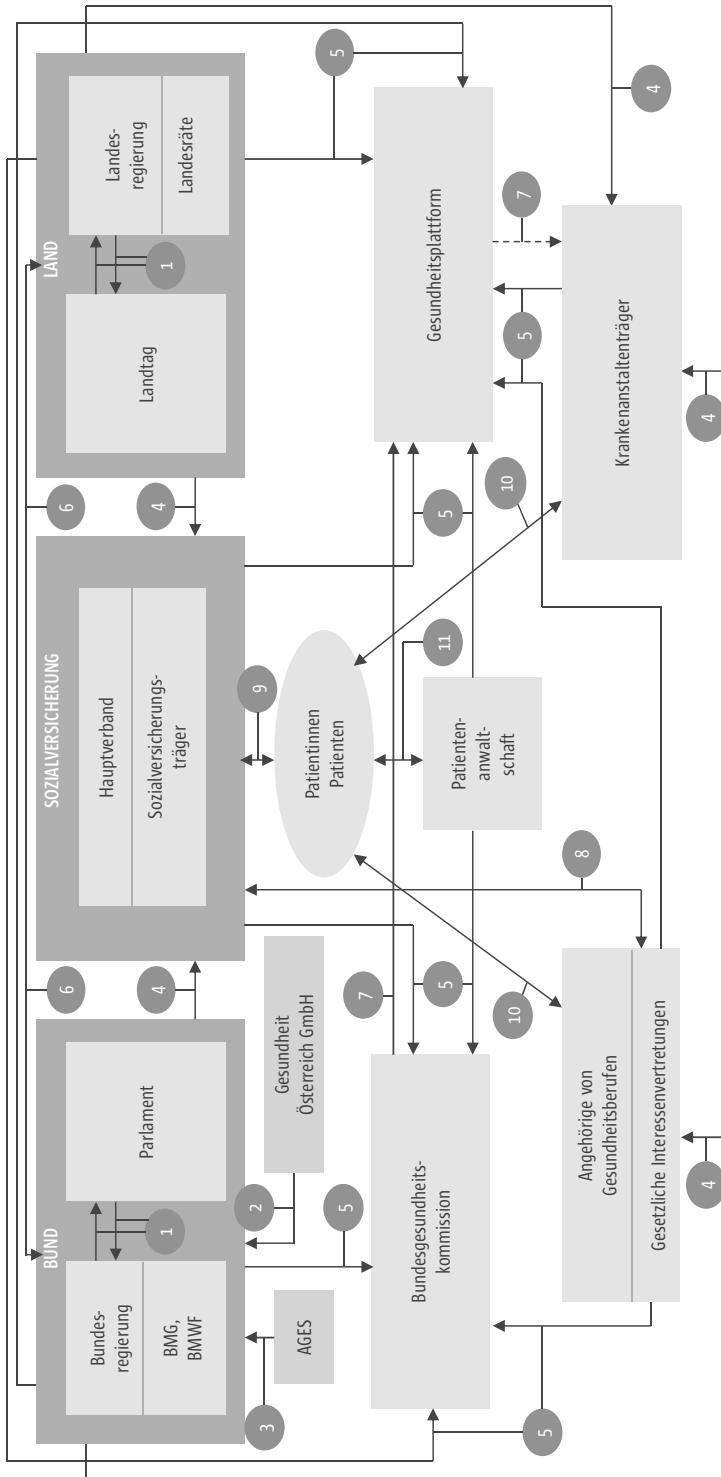 BUND
Bundes-
regierung
BMG,
BMWF
1
Parlament
6
4
SOZIALVERSICHERUNG
Hauptverband
Sozialversicherungs-
träger
6
4
LAND
Landtag
1
Landes-
regierung
Landesräte
3
AGES
2
Gesundheit
Österreich GmbH
5
9
5
Patientinnen
Patienten
7
5
5
Bundesgesundheits-
kommission
11
Patienten-
anwalt-
schaft
Gesundheitsplattform
10
8
10
5
7
4
5
Angehörige von
Gesundheitsberufen
Gesetzliche Interessenvertretungen
Krankenanstaltenträger
4
4